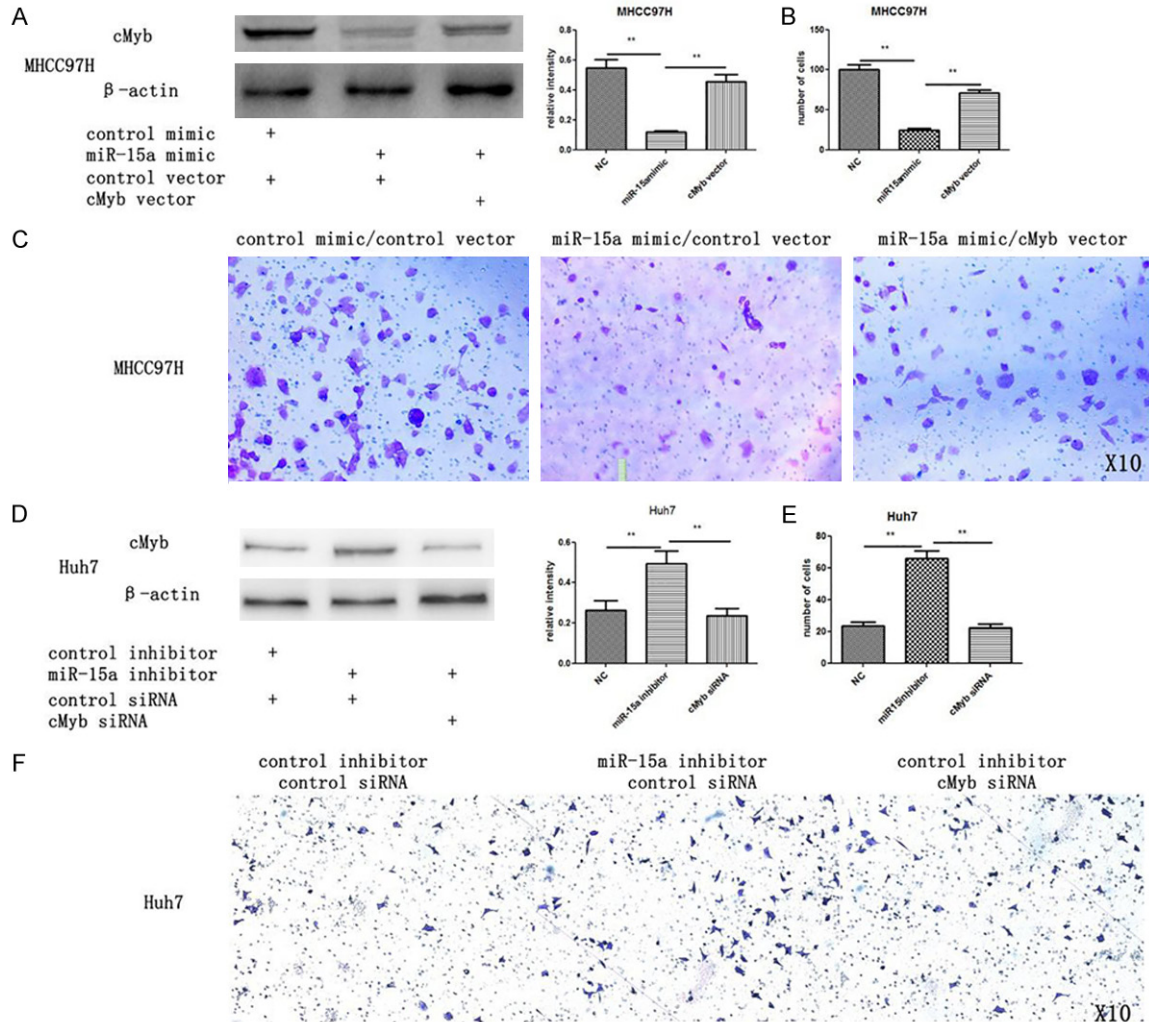 A
cMyb
MHCC97H
β-actin
control mimic +
miR-15a mimic + +
control vector + +
cMyb vector +
MHCC97H
relative intensity
0.8
0.6
0.4
0.2
0.0
** **
NC
miR-15amimic
cMyb vector
B
MHCC97H
number of cells
150
100
50
0
** **
NC
miR15amimic
cMyb vector
C
control mimic/control vector
miR-15a mimic/control vector
miR-15a mimic/cMyb vector
MHCC97H
X10
D
cMyb
Huh7
β-actin
control inhibitor +
miR-15a inhibitor + +
control siRNA + +
cMyb siRNA +
Huh7
relative intensity
0.6
0.4
0.2
0.0
** **
NC
miR-15a inhibitor
cMyb siRNA
E
Huh7
number of cells
80
60
40
20
0
** **
NC
miR15inhibitor
cMyb siRNA
F
control inhibitor
control siRNA
miR-15a inhibitor
control siRNA
control inhibitor
cMyb siRNA
Huh7
X10